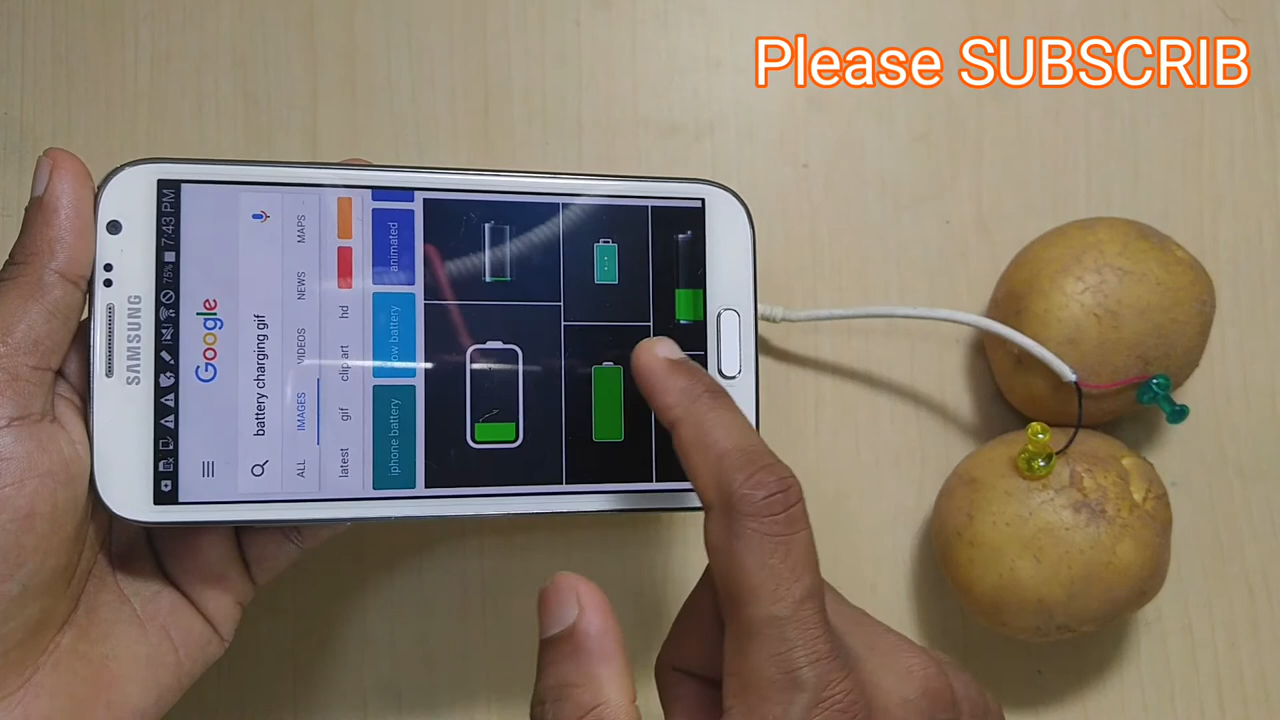 Please SUBSCRIB
SAMSUNG
75% 7:43 PM
Google
battery charging gif
ALL IMAGES VIDEOS NEWS MAPS
latest gif clip art hd
iphone battery low battery animated